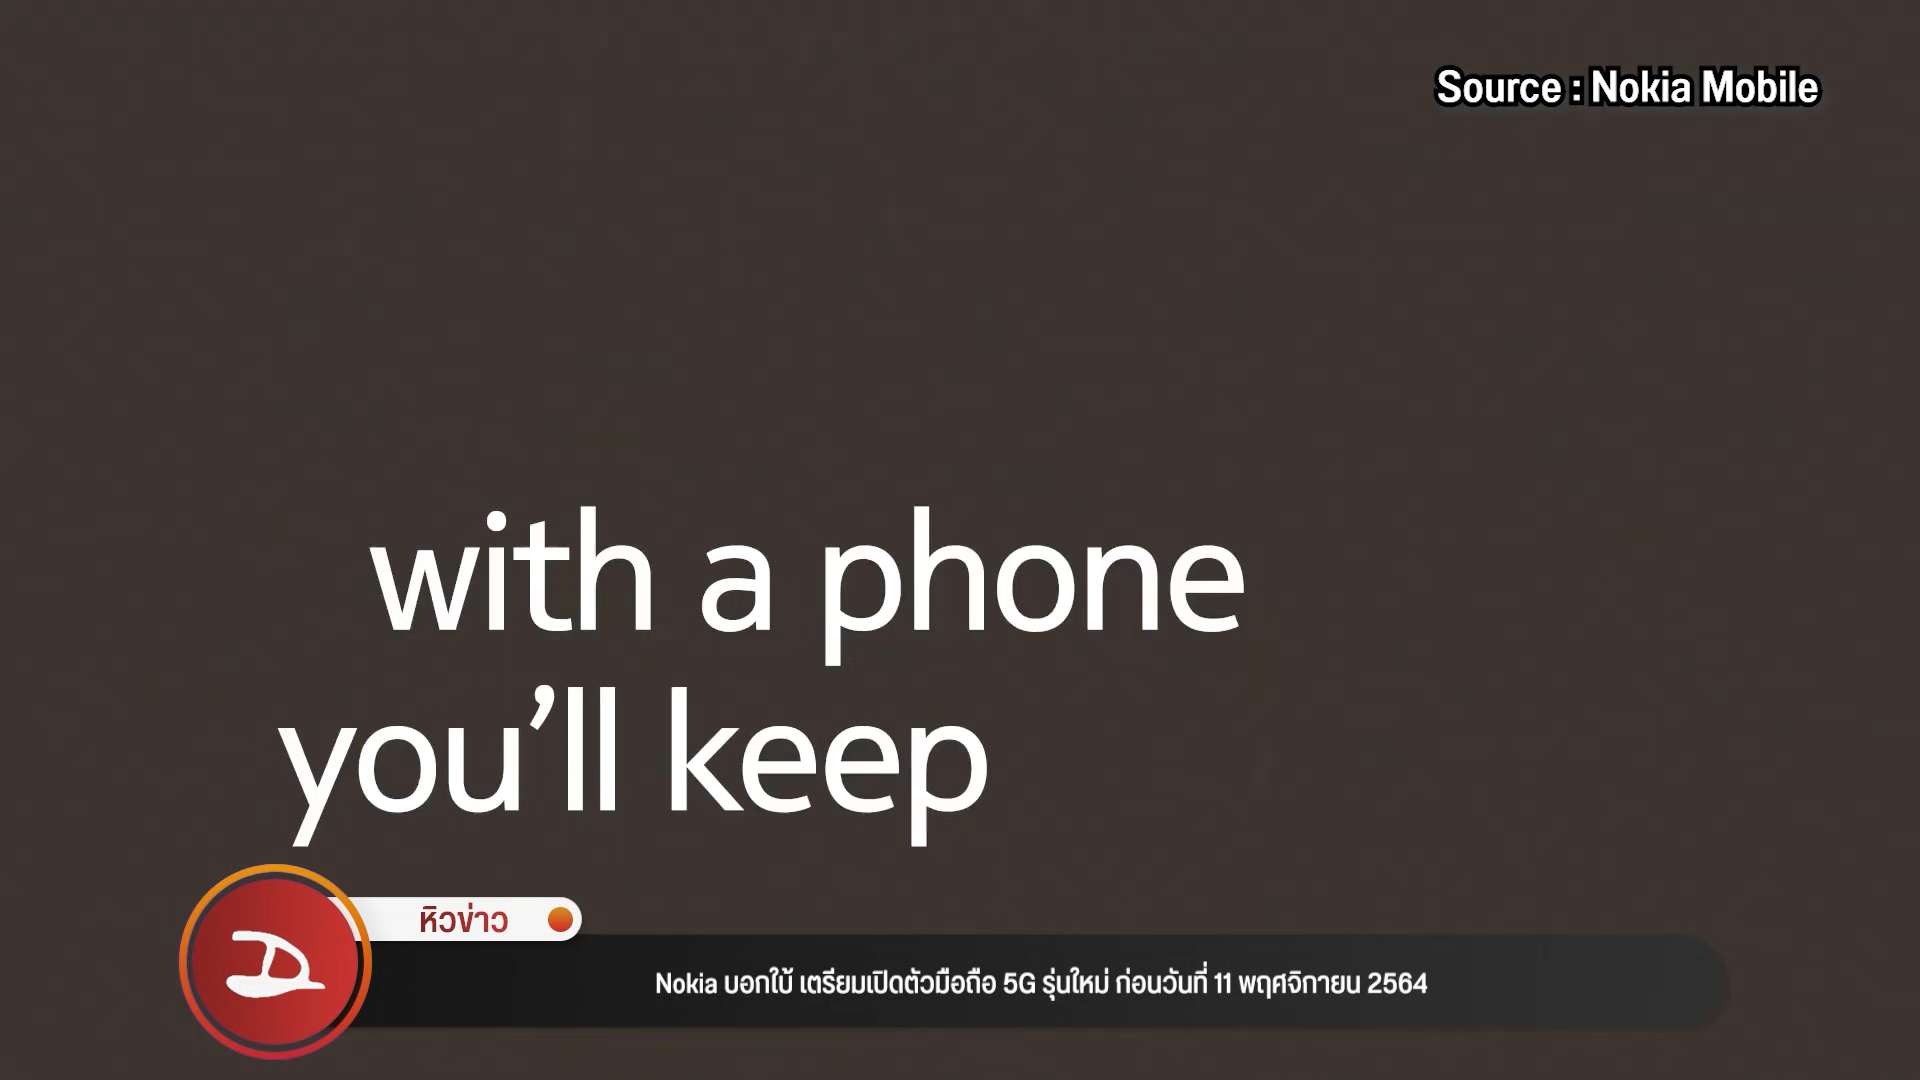 Source : Nokia Mobile
with a phone
you’ll keep
หิวข่าว
Nokia บอกใบ้ เตรียมเปิดตัวมือถือ 5G รุ่นใหม่ ก่อนวันที่ 11 พฤศจิกายน 2564